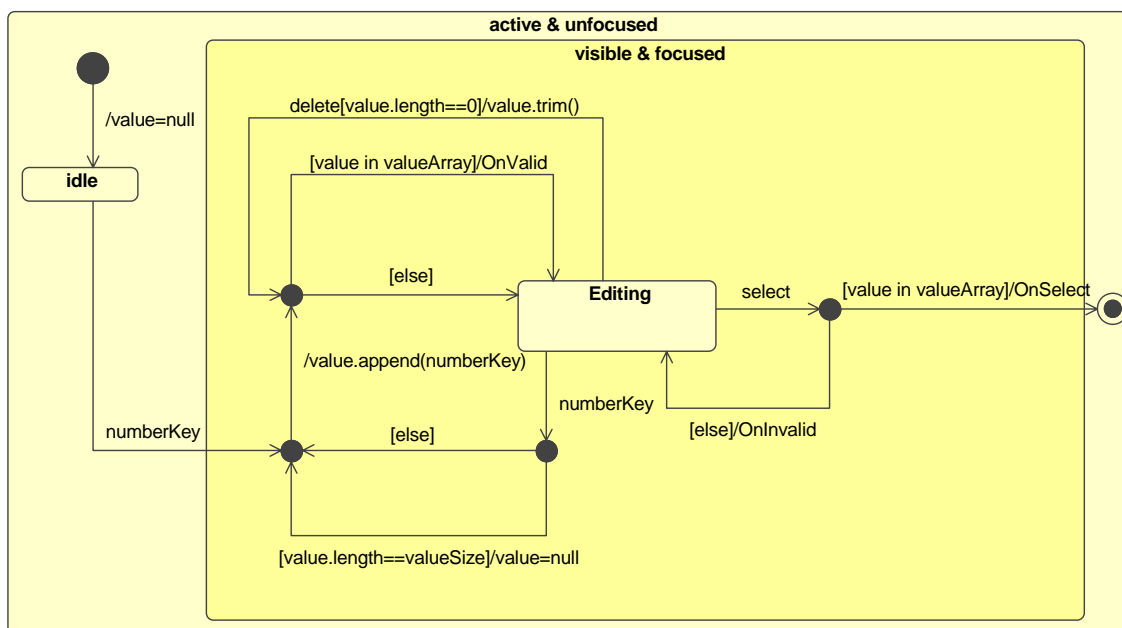 active & unfocused
visible & focused
delete[value.length==0]/value.trim()
/value=null
[value in valueArray]/OnValid
idle
[else]
Editing
select
[value in valueArray]/OnSelect
/value.append(numberKey)
numberKey
[else]/OnInvalid
numberKey
[else]
[value.length==valueSize]/value=null